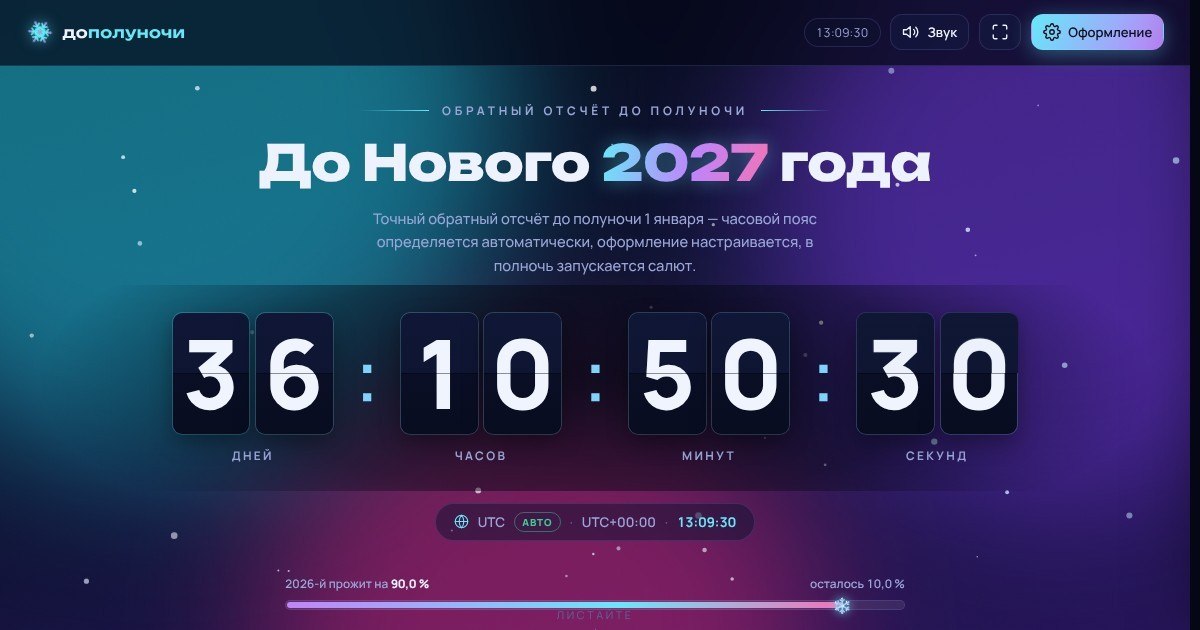 дополуночи
13:09:30
Звук
Оформление
ОБРАТНЫЙ ОТСЧЁТ ДО ПОЛУНОЧИ
До Нового 2027 года
Точный обратный отсчёт до полуночи 1 января — часовой пояс
определяется автоматически, оформление настраивается, в
полночь запускается салют.
36 : 10 : 50 : 30
ДНЕЙ ЧАСОВ МИНУТ СЕКУНД
UTC АВТО · UTC+00:00 · 13:09:30
2026-й прожит на 90,0 % осталось 10,0 %
ЛИСТАЙТЕ